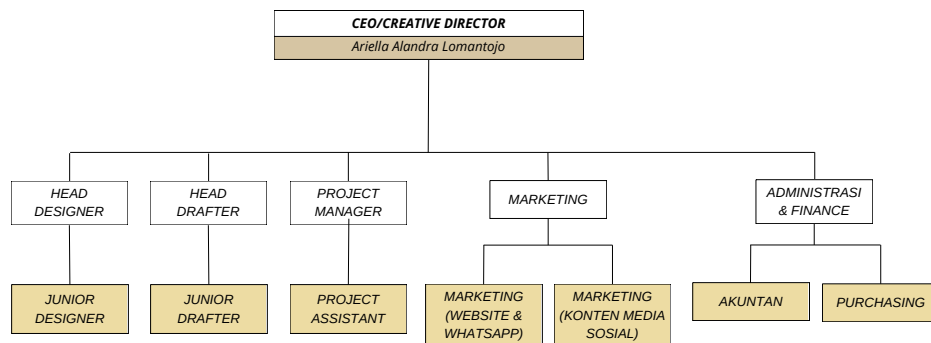 CEO/CREATIVE DIRECTOR
Ariella Alandra Lomantojo
HEAD
DESIGNER
HEAD
DRAFTER
PROJECT
MANAGER
MARKETING
ADMINISTRASI
& FINANCE
JUNIOR
DESIGNER
JUNIOR
DRAFTER
PROJECT
ASSISTANT
MARKETING
(WEBSITE &
WHATSAPP)
MARKETING
(KONTEN MEDIA
SOSIAL)
AKUNTAN
PURCHASING